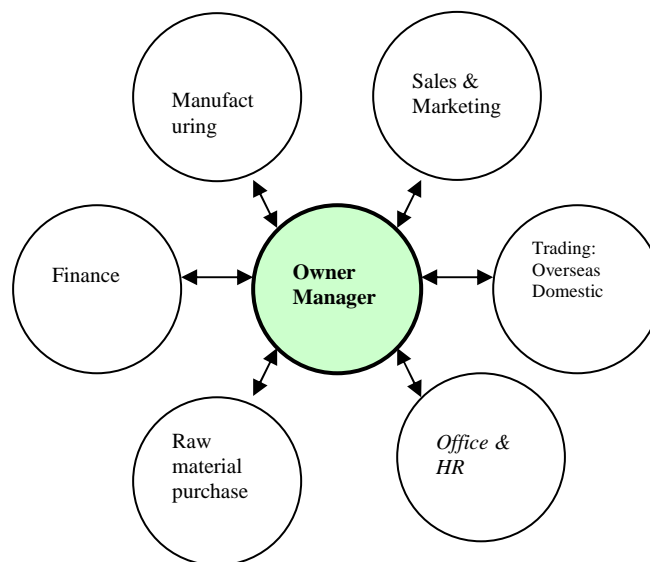 Manufact
uring
Sales &
Marketing
Finance
Owner
Manager
Trading:
Overseas
Domestic
Raw
material
purchase
Office &
HR